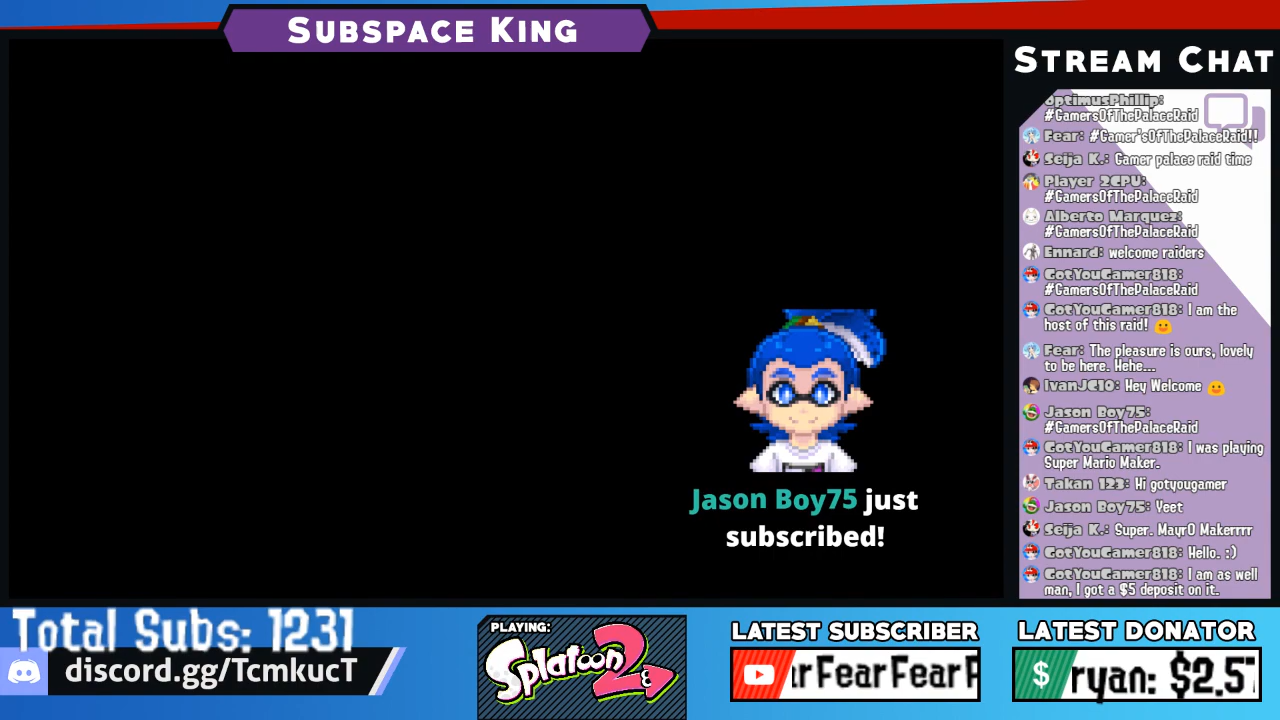 SUBSPACE KING
STREAM CHAT
OptimusPhillip:
#GamersOfThePalaceRaid
Fear: #Gamer'sOfThePalaceRaid!!
Seija K.: Gamer palace raid time
Player 2CPU:
#GamersOfThePalaceRaid
Alberto Marquez:
#GamersOfThePalaceRaid
Ennard: welcome raiders
GotYouGamer818:
#GamersOfThePalaceRaid
GotYouGamer818: I am the
host of this raid!
Fear: The pleasure is ours, lovely
to be here. Hehe...
IvanJC10: Hey Welcome
Jason Boy75:
#GamersOfThePalaceRaid
GotYouGamer818: I was playing
Super Mario Maker.
Takan 123: Hi gotyougamer
Jason Boy75: Yeet
Seija K.: Super. MayrO Makerrrr
GotYouGamer818: Hello. :)
GotYouGamer818: I am as well
man, I got a $5 deposit on it.
Jason Boy75 just
subscribed!
Total Subs: 1231
discord.gg/TcmkucT
PLAYING:
Splatoon 2
LATEST SUBSCRIBER
FearFear
LATEST DONATOR
$
ryan: $2.5